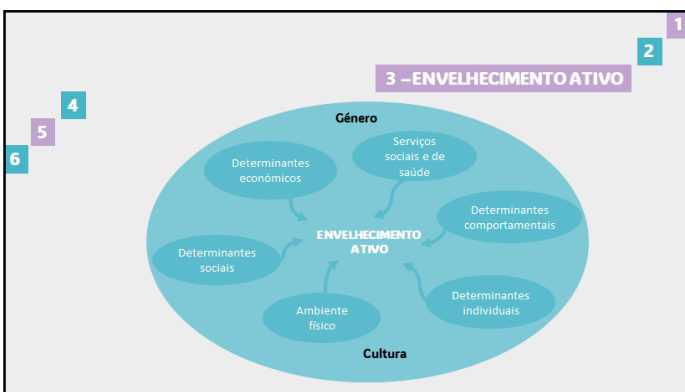 1
2
3 – ENVELHECIMENTO ATIVO
4
5
6
Género
Serviços
sociais e de
saúde
Determinantes
económicos
Determinantes
comportamentais
ENVELHECIMENTO
ATIVO
Determinantes
sociais
Determinantes
individuais
Ambiente
físico
Cultura